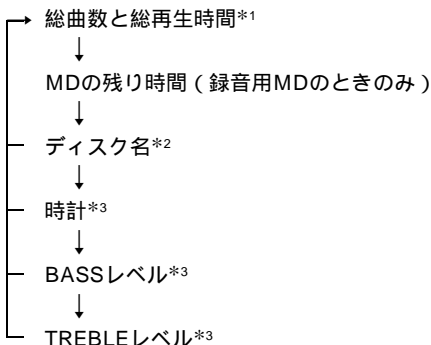 総曲数と総再生時間*1
MDの残り時間（録音用MDのときのみ）
ディスク名*2
時計*3
BASSレベル*3
TREBLEレベル*3